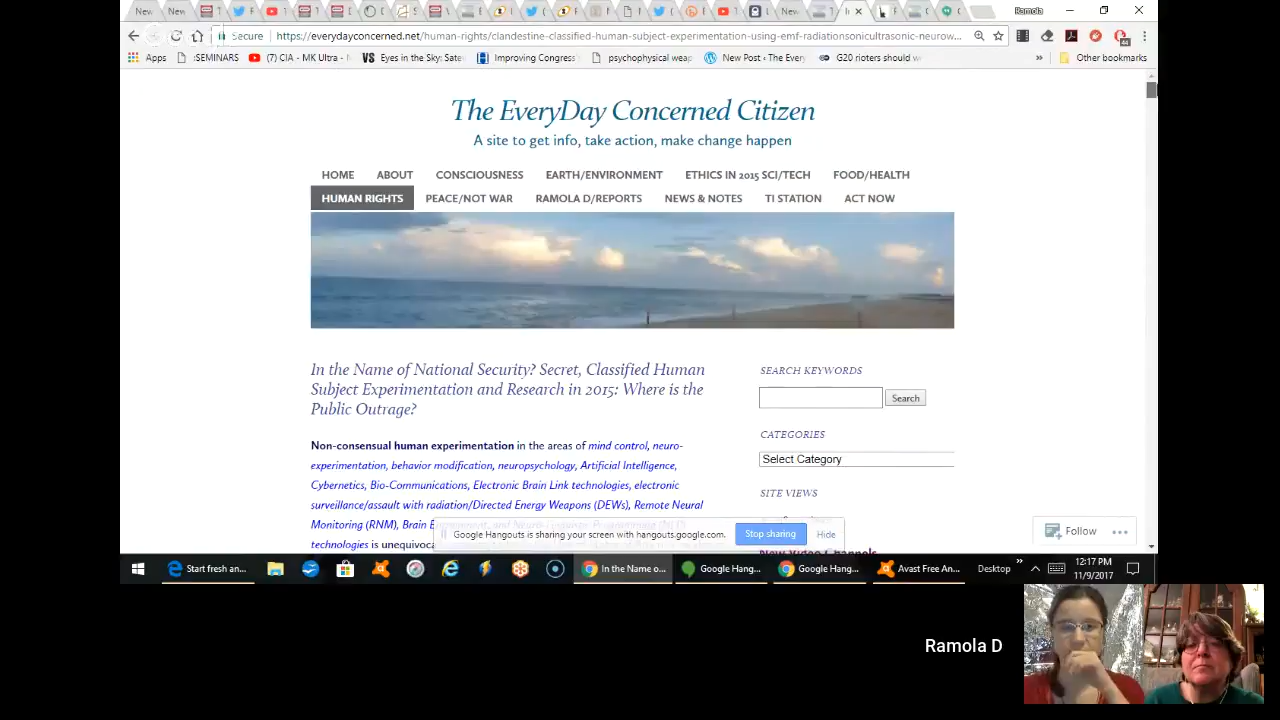 New
New
T
F
T
T
N
T
D
S
T
E
I
(
F
N
M
(
F
T
L
New
T
I
F
C
Ramola
Secure
https://everydayconcerned.net/human-rights/clandestine-classified-human-subject-experimentation-using-emf-radiationsonicultrasonic-neurow...
44
Apps
:SEMINARS
(7) CIA - MK Ultra -
VS Eyes in the Sky: Sate
Improving Congress'
psychophysical weap
New Post ‹ The Every
G20 rioters should w
»
Other bookmarks
The EveryDay Concerned Citizen
A site to get info, take action, make change happen
HOME ABOUT CONSCIOUSNESS EARTH/ENVIRONMENT ETHICS IN 2015 SCI/TECH FOOD/HEALTH
HUMAN RIGHTS PEACE/NOT WAR RAMOLA D/REPORTS NEWS & NOTES TI STATION ACT NOW
In the Name of National Security? Secret, Classified Human
Subject Experimentation and Research in 2015: Where is the
Public Outrage?
Non-consensual human experimentation in the areas of mind control, neuro-
experimentation, behavior modification, neuropsychology, Artificial Intelligence,
Cybernetics, Bio-Communications, Electronic Brain Link technologies, electronic
surveillance/assault with radiation/Directed Energy Weapons (DEWs), Remote Neural
Monitoring (RNM), Brain
technologies is unequivoca
SEARCH KEYWORDS
Search
CATEGORIES
Select Category
SITE VIEWS
New Video Channels
Follow
Google Hangouts is sharing your screen with hangouts.google.com.
Stop sharing
Hide
Start fresh an...
In the Name o...
Google Hang...
Google Hang...
Avast Free An...
Desktop
»
12:17 PM
11/9/2017
Ramola D